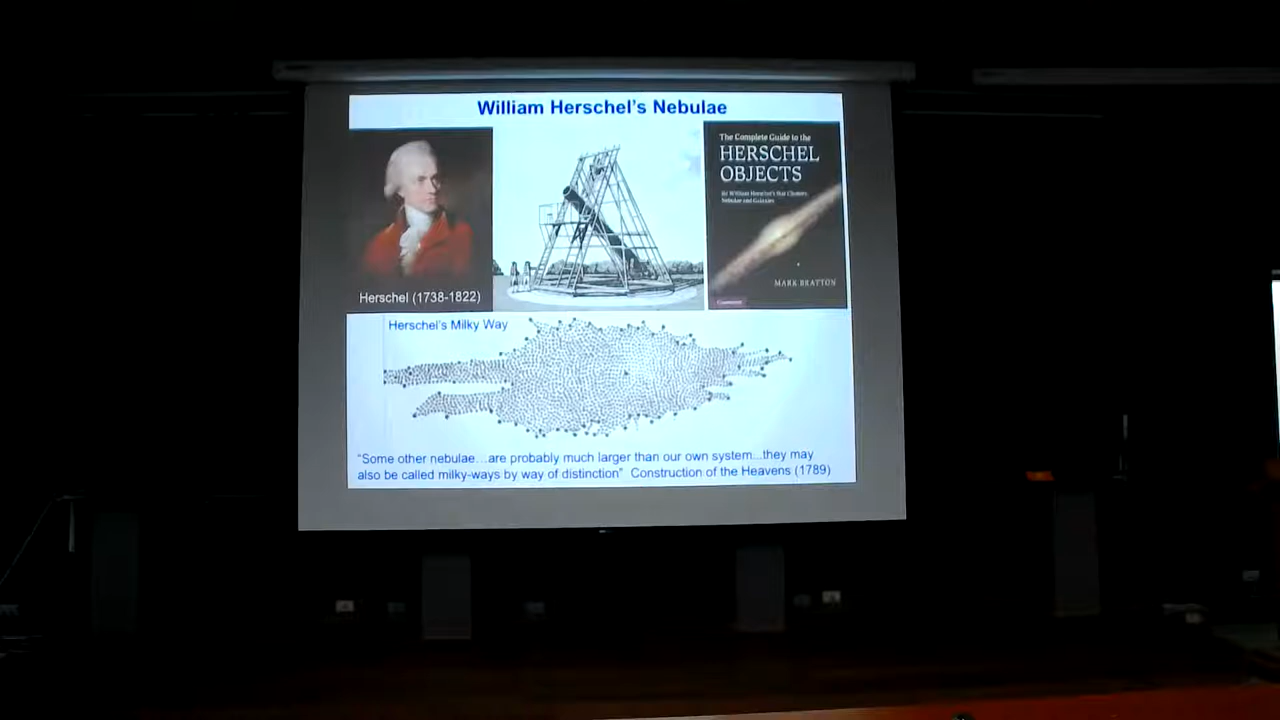 William Herschel's Nebulae
Herschel (1738-1822)
The Complete Guide to the
HERSCHEL
OBJECTS
Sir William Herschel's Star Clusters,
Nebulae and Galaxies
MARK BRATTON
Herschel's Milky Way
"Some other nebulae...are probably much larger than our own system...they may
also be called milky-ways by way of distinction" Construction of the Heavens (1789)